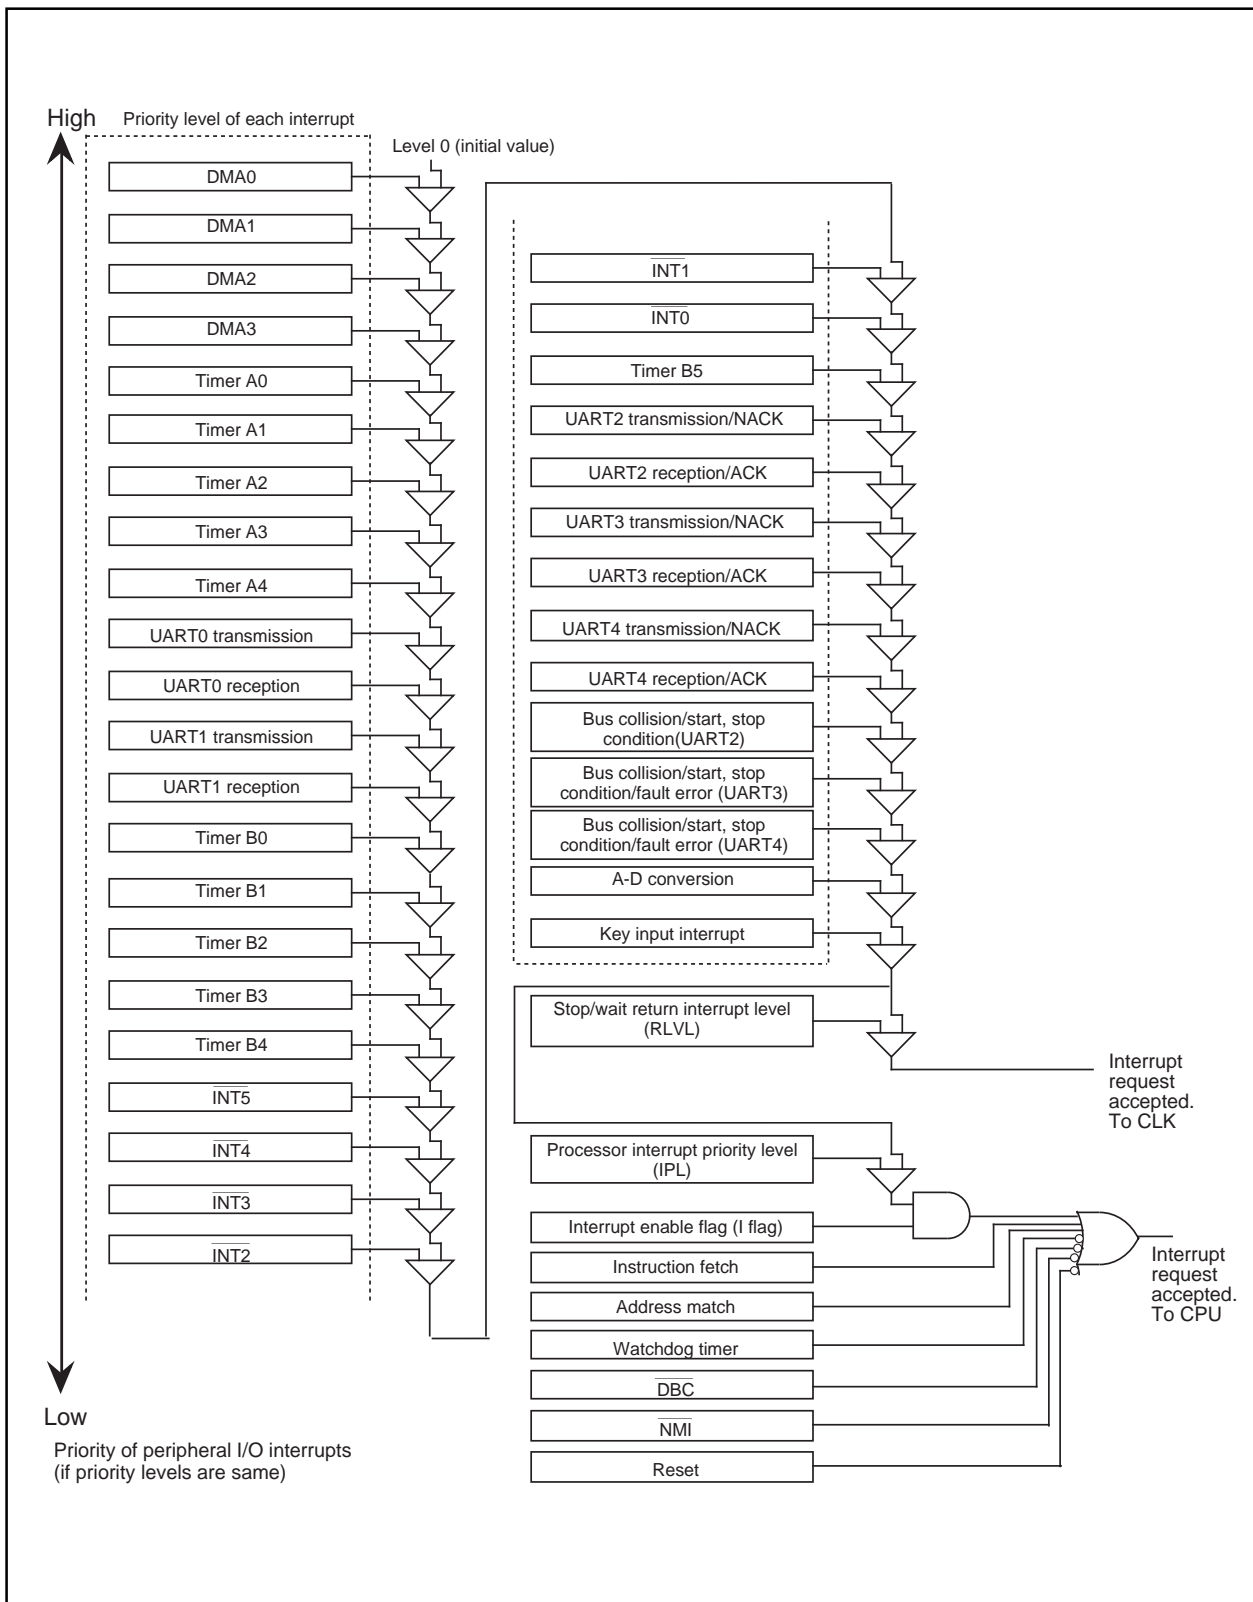 High
Priority level of each interrupt
Level 0 (initial value)
DMA0
DMA1
DMA2
DMA3
Timer A0
Timer A1
Timer A2
Timer A3
Timer A4
UART0 transmission
UART0 reception
UART1 transmission
UART1 reception
Timer B0
Timer B1
Timer B2
Timer B3
Timer B4
INT5
INT4
INT3
INT2
Low
Priority of peripheral I/O interrupts
(if priority levels are same)
INT1
INT0
Timer B5
UART2 transmission/NACK
UART2 reception/ACK
UART3 transmission/NACK
UART3 reception/ACK
UART4 transmission/NACK
UART4 reception/ACK
Bus collision/start, stop
condition(UART2)
Bus collision/start, stop
condition/fault error (UART3)
Bus collision/start, stop
condition/fault error (UART4)
A-D conversion
Key input interrupt
Stop/wait return interrupt level
(RLVL)
Interrupt
request
accepted.
To CLK
Processor interrupt priority level
(IPL)
Interrupt enable flag (I flag)
Instruction fetch
Address match
Watchdog timer
DBC
NMI
Reset
Interrupt
request
accepted.
To CPU